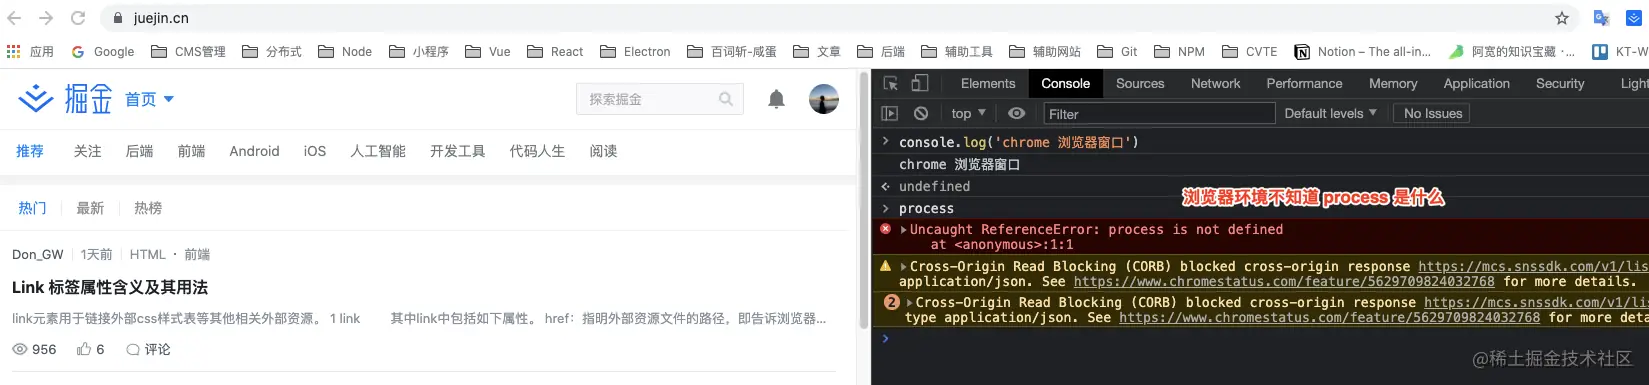 juejin.cn
应用 Google CMS管理 分布式 Node 小程序 Vue React Electron 百词斩-咸蛋 文章 后端 辅助工具 辅助网站 Git NPM CVTE Notion – The all-in... 阿宽的知识宝藏 ·... KT-W
掘金 首页 探索掘金
推荐 关注 后端 前端 Android iOS 人工智能 开发工具 代码人生 阅读
热门 最新 热榜
Don_GW 1天前 HTML · 前端
Link 标签属性含义及其用法
link元素用于链接外部css样式表等其他相关外部资源。 1 link 其中link中包括如下属性。 href：指明外部资源文件的路径，即告诉浏览器...
956 6 评论
Elements Console Sources Network Performance Memory Application Security Light
top Filter Default levels No Issues
console.log('chrome 浏览器窗口')
chrome 浏览器窗口
undefined
浏览器环境不知道 process 是什么
process
Uncaught ReferenceError: process is not defined
at <anonymous>:1:1
Cross-Origin Read Blocking (CORB) blocked cross-origin response https://mcs.snssdk.com/v1/lis
application/json. See https://www.chromestatus.com/feature/5629709824032768 for more details.
2 Cross-Origin Read Blocking (CORB) blocked cross-origin response https://mcs.snssdk.com/v1/li
type application/json. See https://www.chromestatus.com/feature/5629709824032768 for more deta
@稀土掘金技术社区